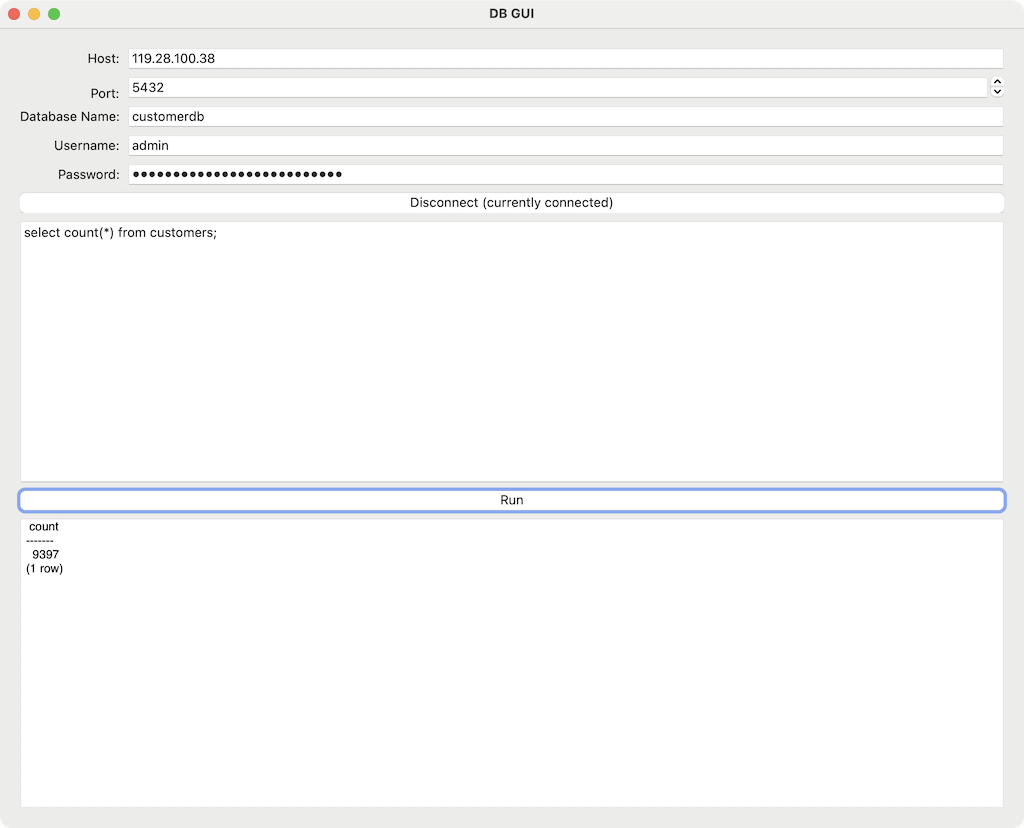 DB GUI
Host: 119.28.100.38
Port: 5432
Database Name: customerdb
Username: admin
Password: ●●●●●●●●●●●●●●●●●●●●●●●●●●
Disconnect (currently connected)
select count(*) from customers;
Run
count
-------
9397
(1 row)